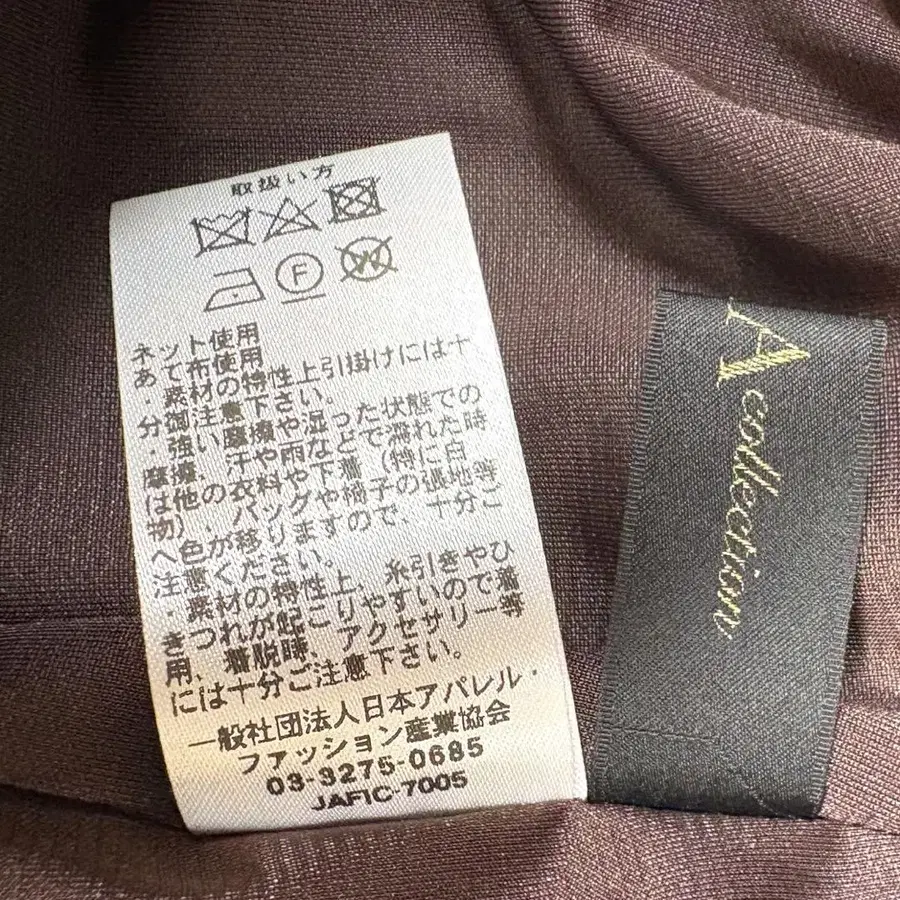 取扱い方
F
W
ネット使用
あて布使用
・素材の特性上引掛けには十
分御注意下さい。
・強い摩擦や湿った状態での
摩擦、汗や雨などで濡れた時
は他の衣料や下着（特に白
物）、バッグや椅子の張地等
へ色が移りますので、十分ご
注意ください。
・素材の特性上、糸引きやひ
きつれが起こりやすいので着
用、着脱時、アクセサリー等
には十分ご注意下さい。
一般社団法人日本アパレル・
ファッション産業協会
03-3275-0685
JAFIC-7005
A collection